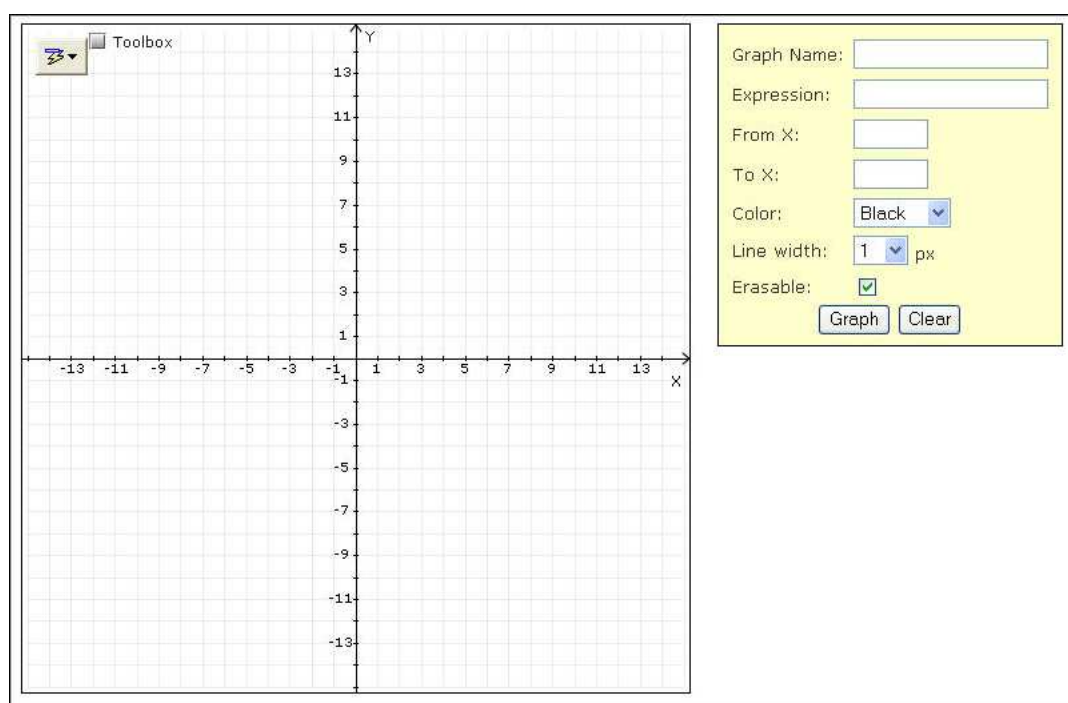 Toolbox
Y
13
11
9
7
5
3
1
-13 -11 -9 -7 -5 -3 -1 1 3 5 7 9 11 13
X
-1
-3
-5
-7
-9
-11
-13
Graph Name:
Expression:
From X:
To X:
Color: Black
Line width: 1 px
Erasable:
Graph Clear